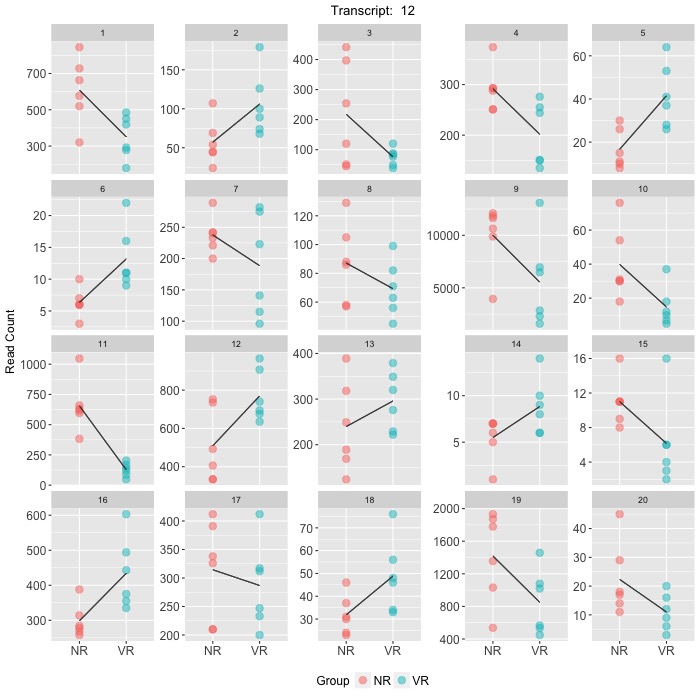 Transcript: 12
1 2 3 4 5
700 500 300
150 100 50
400 300 200 100
300 200
60 40 20
6 7 8 9 10
20 15 10 5
250 200 150 100
120 100 80 60
10000 5000
60 40 20
Read Count
11 12 13 14 15
1000 750 500 250 0
800 600 400
400 300 200
10 5
16 12 8 4
16 17 18 19 20
600 500 400 300
400 350 300 250 200
70 60 50 40 30
2000 1600 1200 800 400
40 30 20 10
NR VR NR VR NR VR NR VR NR VR
Group NR VR